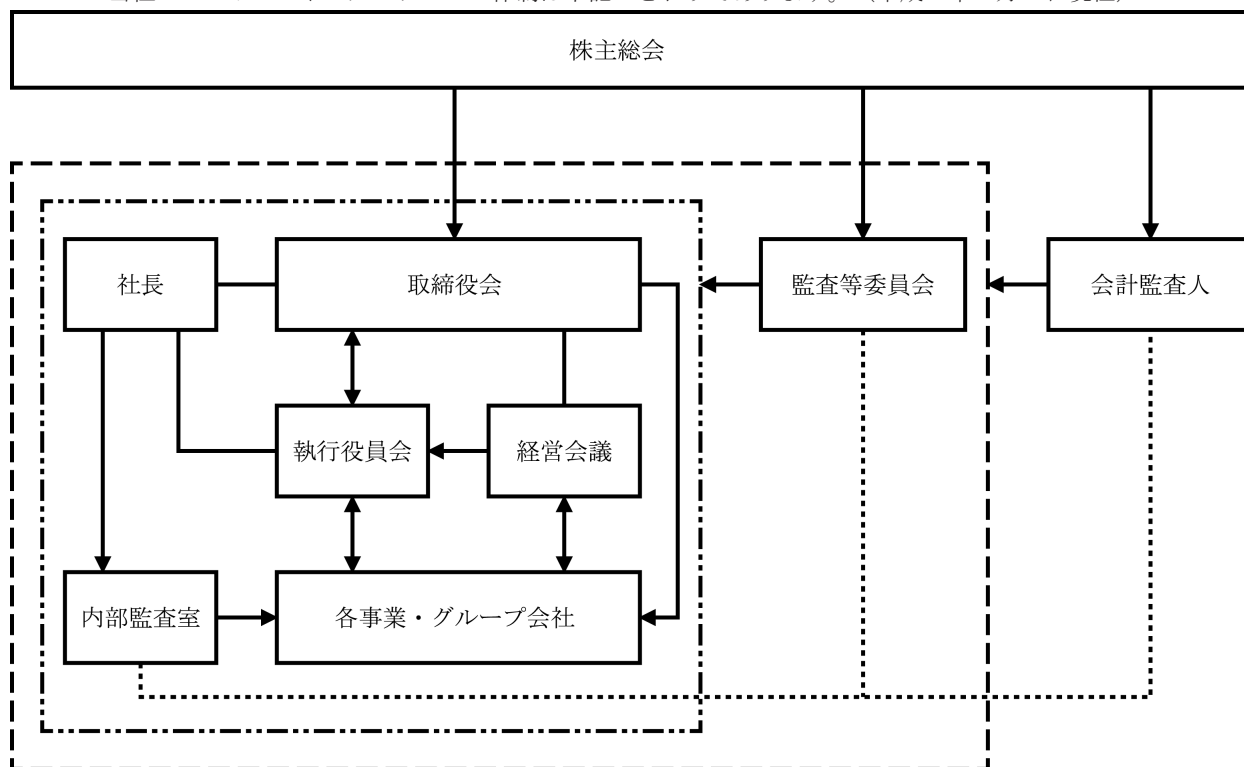 株主総会
社長
取締役会
監査等委員会
会計監査人
執行役員会
経営会議
内部監査室
各事業・グループ会社